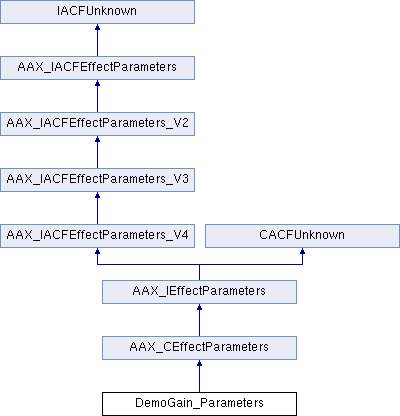 IACFUnknown
AAX_IACFEffectParameters
AAX_IACFEffectParameters_V2
AAX_IACFEffectParameters_V3
AAX_IACFEffectParameters_V4
CACFUnknown
AAX_IEffectParameters
AAX_CEffectParameters
DemoGain_Parameters